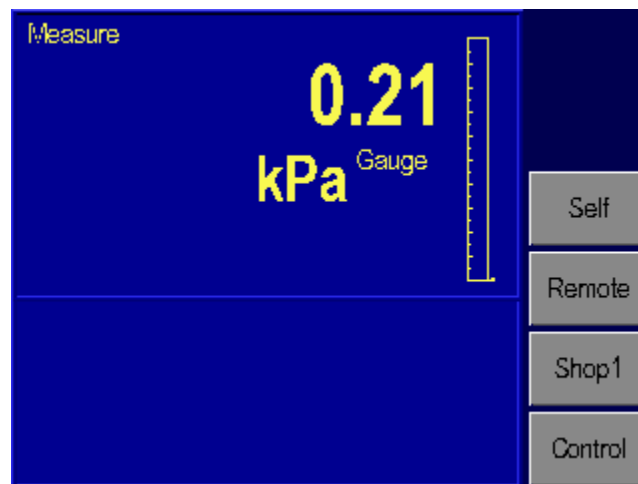 Measure
0.21
kPa Gauge
Self
Remote
Shop1
Control